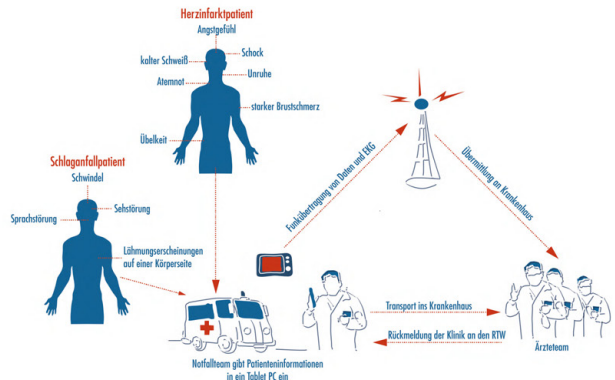 Herzinfarktpatient
Angstgefühl
Schock
kalter Schweiß
Unruhe
Atemnot
starker Brustschmerz
Übelkeit
Schlaganfallpatient
Schwindel
Sehstörung
Sprachstörung
Lähmungserscheinungen
auf einer Körperseite
Funkübertragung von Daten und EKG
Übermittlung an Krankenhaus
Transport ins Krankenhaus
Rückmeldung der Klinik an den RTW
Ärzteteam
Notfallteam gibt Patienteninformationen
in ein Tablet PC ein